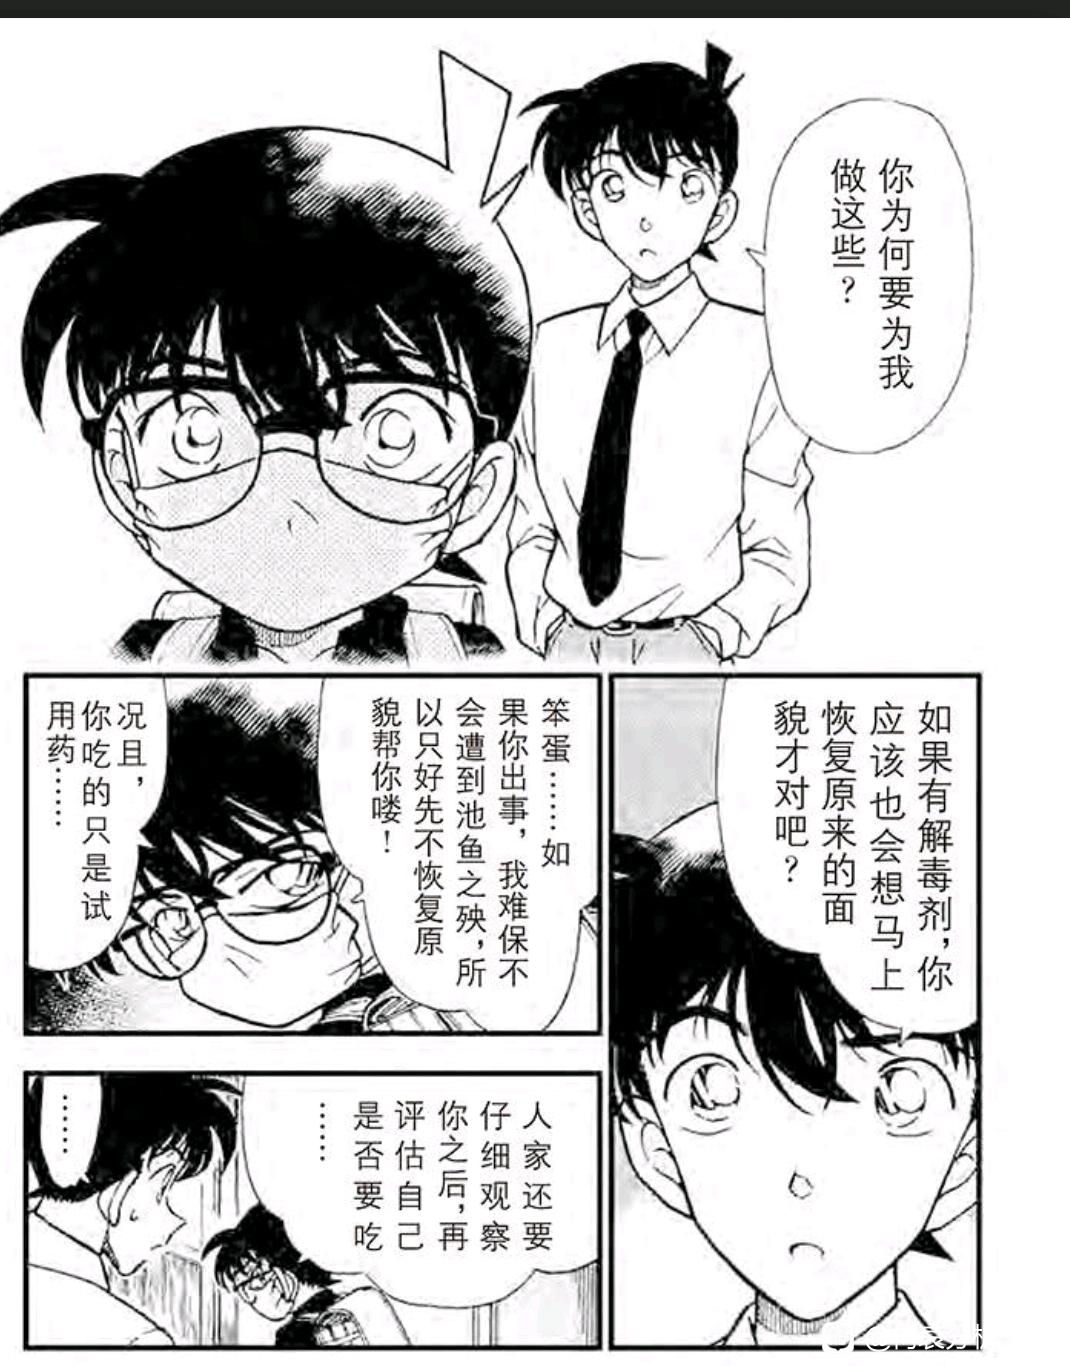 你为何要为我
做这些？
如果有解毒剂，你
应该也会想马上
恢复原来的面
貌才对吧？
笨蛋……如
果你出事，我难保不
会遭到池鱼之殃，所
以只好先不恢复原
貌帮你喽！
况且，
你吃的只是试
用药……
人家还要
仔细观察
你之后，再
评估自己
是否要吃
……
……